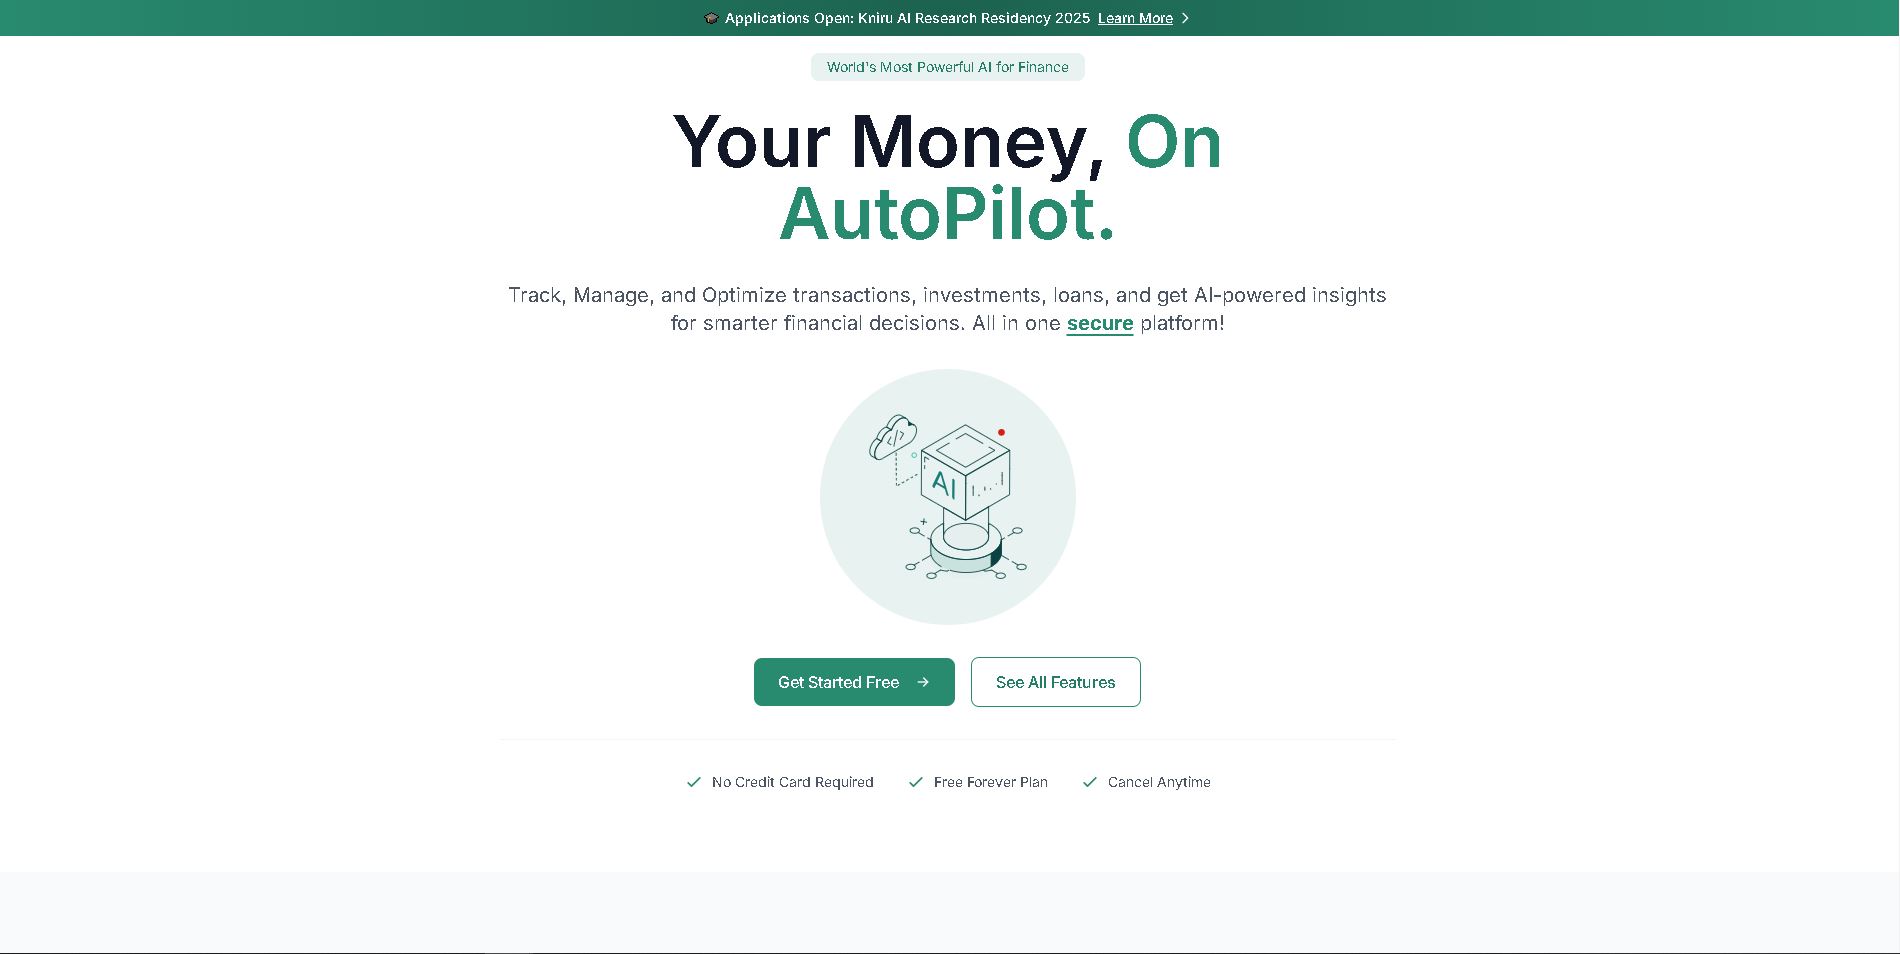 🎓 Applications Open: Kniru AI Research Residency 2025 Learn More
World's Most Powerful AI for Finance
Your Money, On
AutoPilot.
Track, Manage, and Optimize transactions, investments, loans, and get AI-powered insights
for smarter financial decisions. All in one secure platform!
</>
AI
Get Started Free →
See All Features
No Credit Card Required
Free Forever Plan
Cancel Anytime